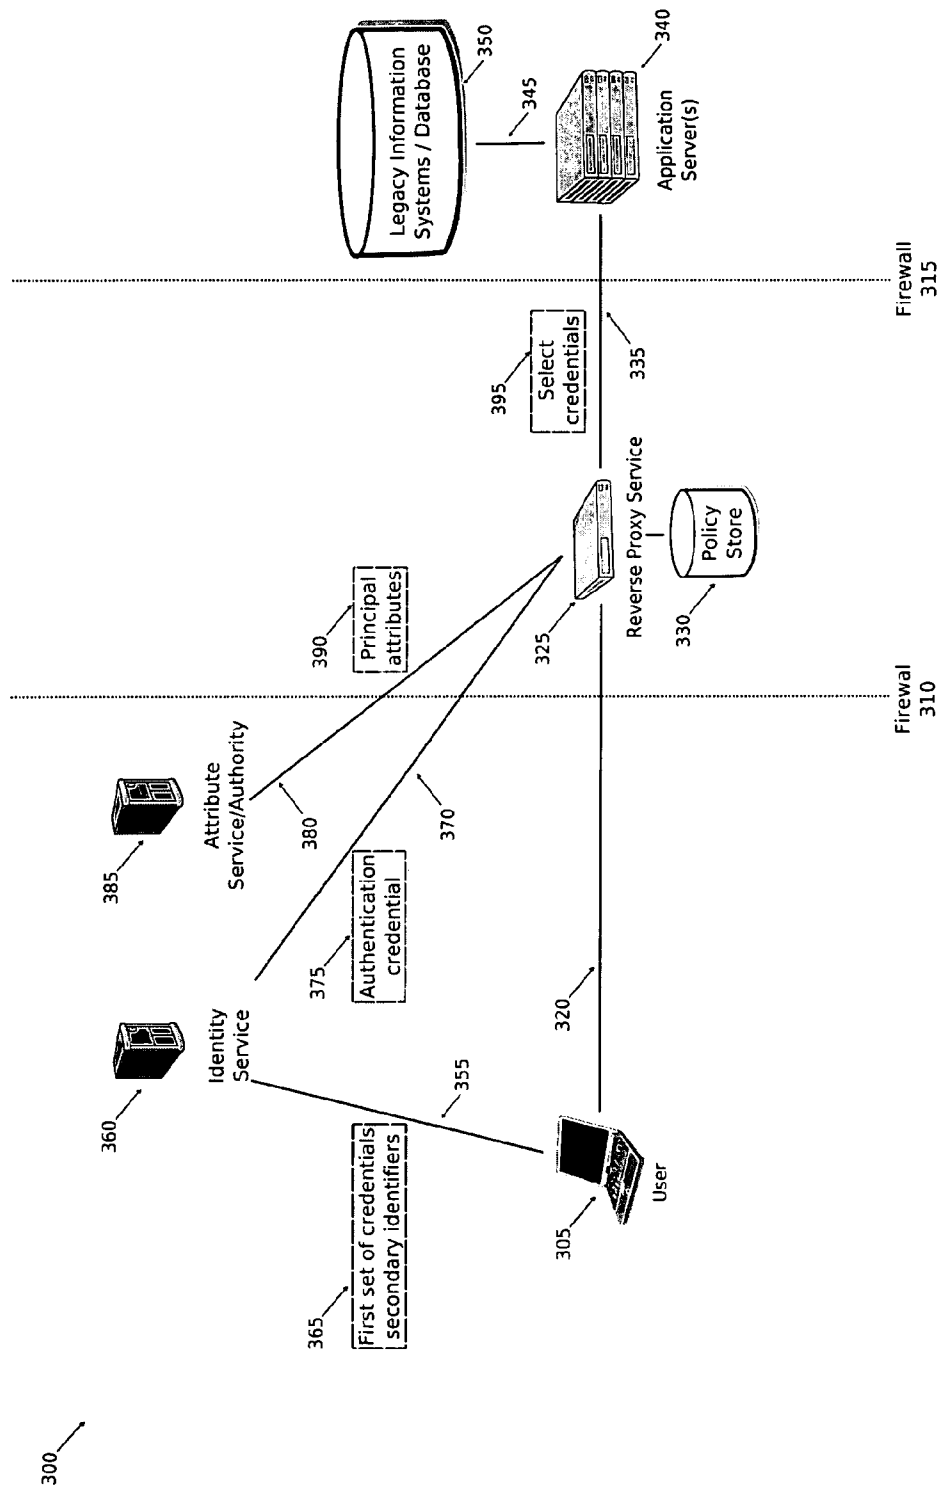 300
360
Identity
Service
385
Attribute
Service/Authority
Legacy Information
Systems / Database
350
365
First set of credentials
secondary identifiers
355
375
Authentication
credential
380
370
390
Principal
attributes
395
Select
credentials
345
340
305
User
320
325
Reverse Proxy Service
335
Application
Server(s)
330
Policy
Store
Firewal
310
Firewall
315